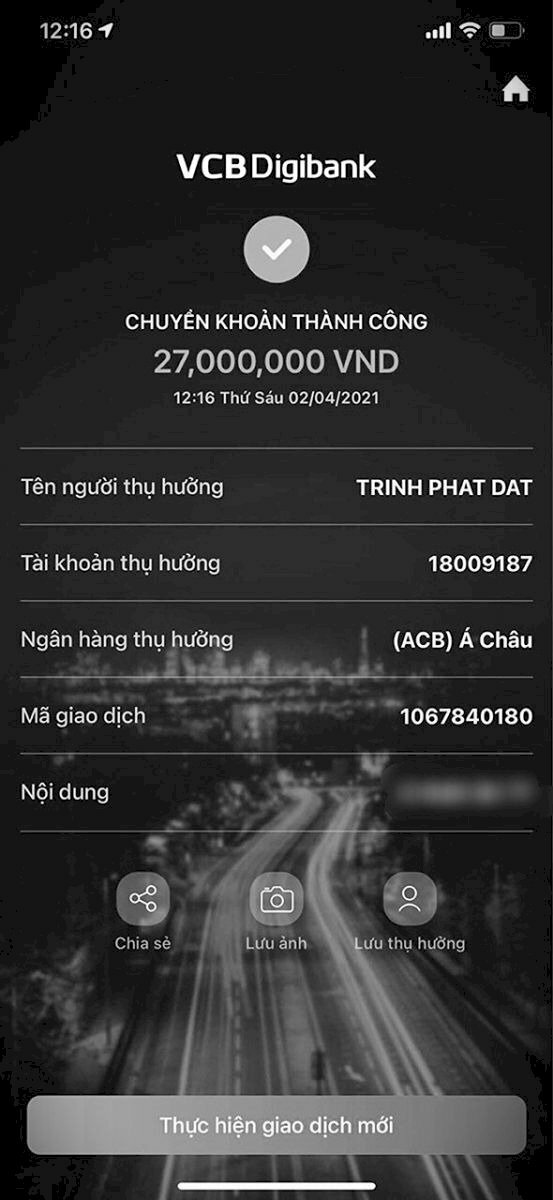 12:16
VCB Digibank
CHUYỂN KHOẢN THÀNH CÔNG
27,000,000 VND
12:16 Thứ Sáu 02/04/2021
Tên người thụ hưởng TRINH PHAT DAT
Tài khoản thụ hưởng 18009187
Ngân hàng thụ hưởng (ACB) Á Châu
Mã giao dịch 1067840180
Nội dung
Chia sẻ Lưu ảnh Lưu thụ hưởng
Thực hiện giao dịch mới